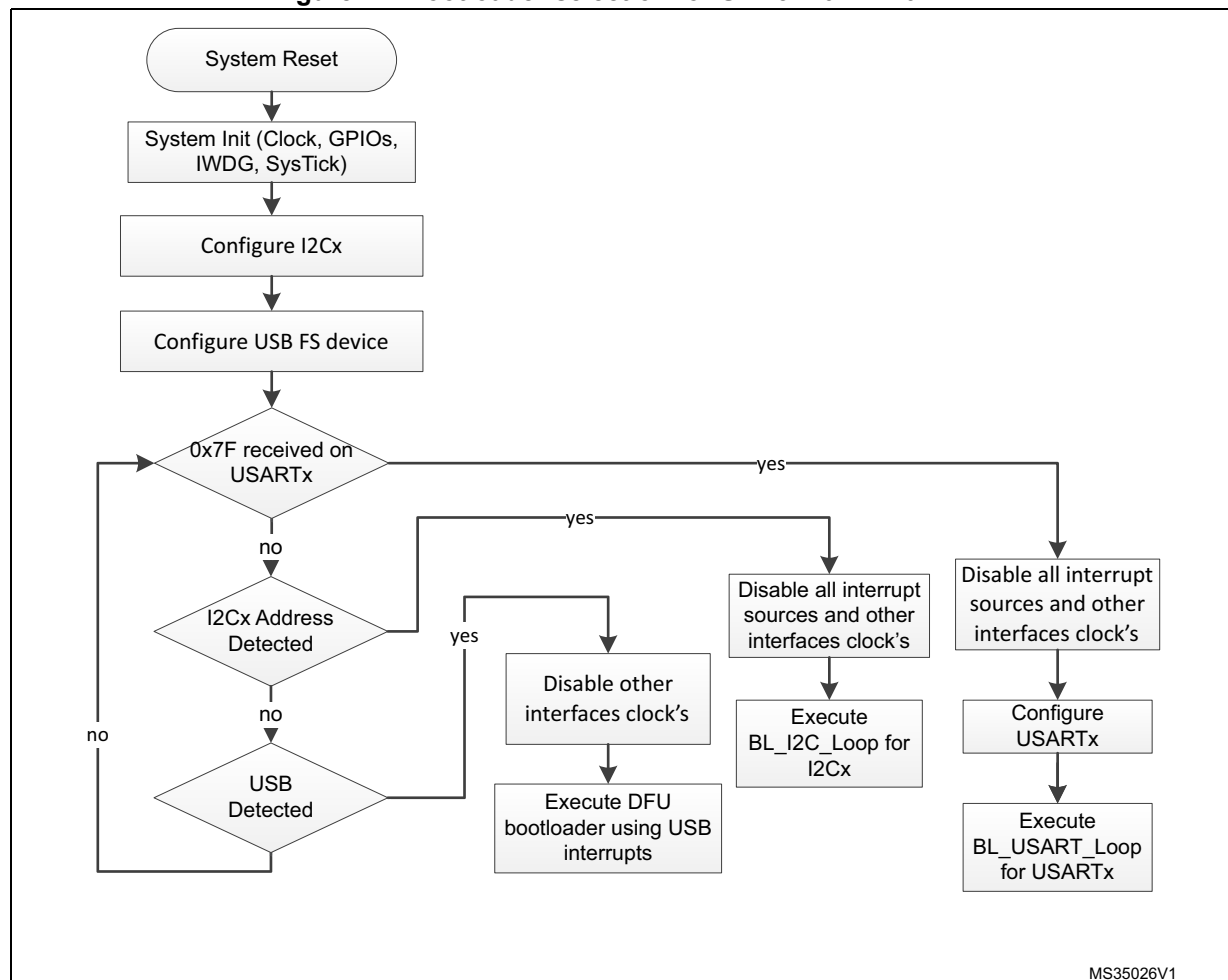 System Reset
System Init (Clock, GPIOs,
IWDG, SysTick)
Configure I2Cx
Configure USB FS device
0x7F received on
USARTx
yes
no
I2Cx Address
Detected
yes
no
USB
Detected
yes
no
Disable other
interfaces clock's
Execute DFU
bootloader using USB
interrupts
Disable all interrupt
sources and other
interfaces clock's
Execute
BL_I2C_Loop for
I2Cx
Disable all interrupt
sources and other
interfaces clock's
Configure
USARTx
Execute
BL_USART_Loop
for USARTx
MS35026V1